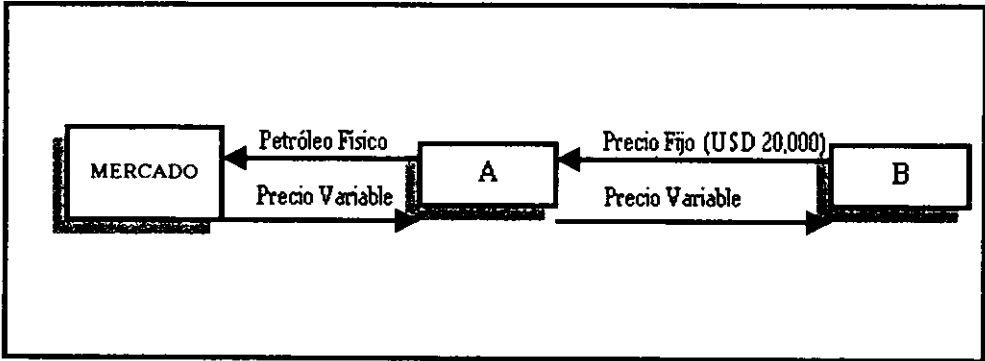 Petróleo Físico
Precio Fijo (USD 20,000)
MERCADO
A
B
Precio Variable
Precio Variable